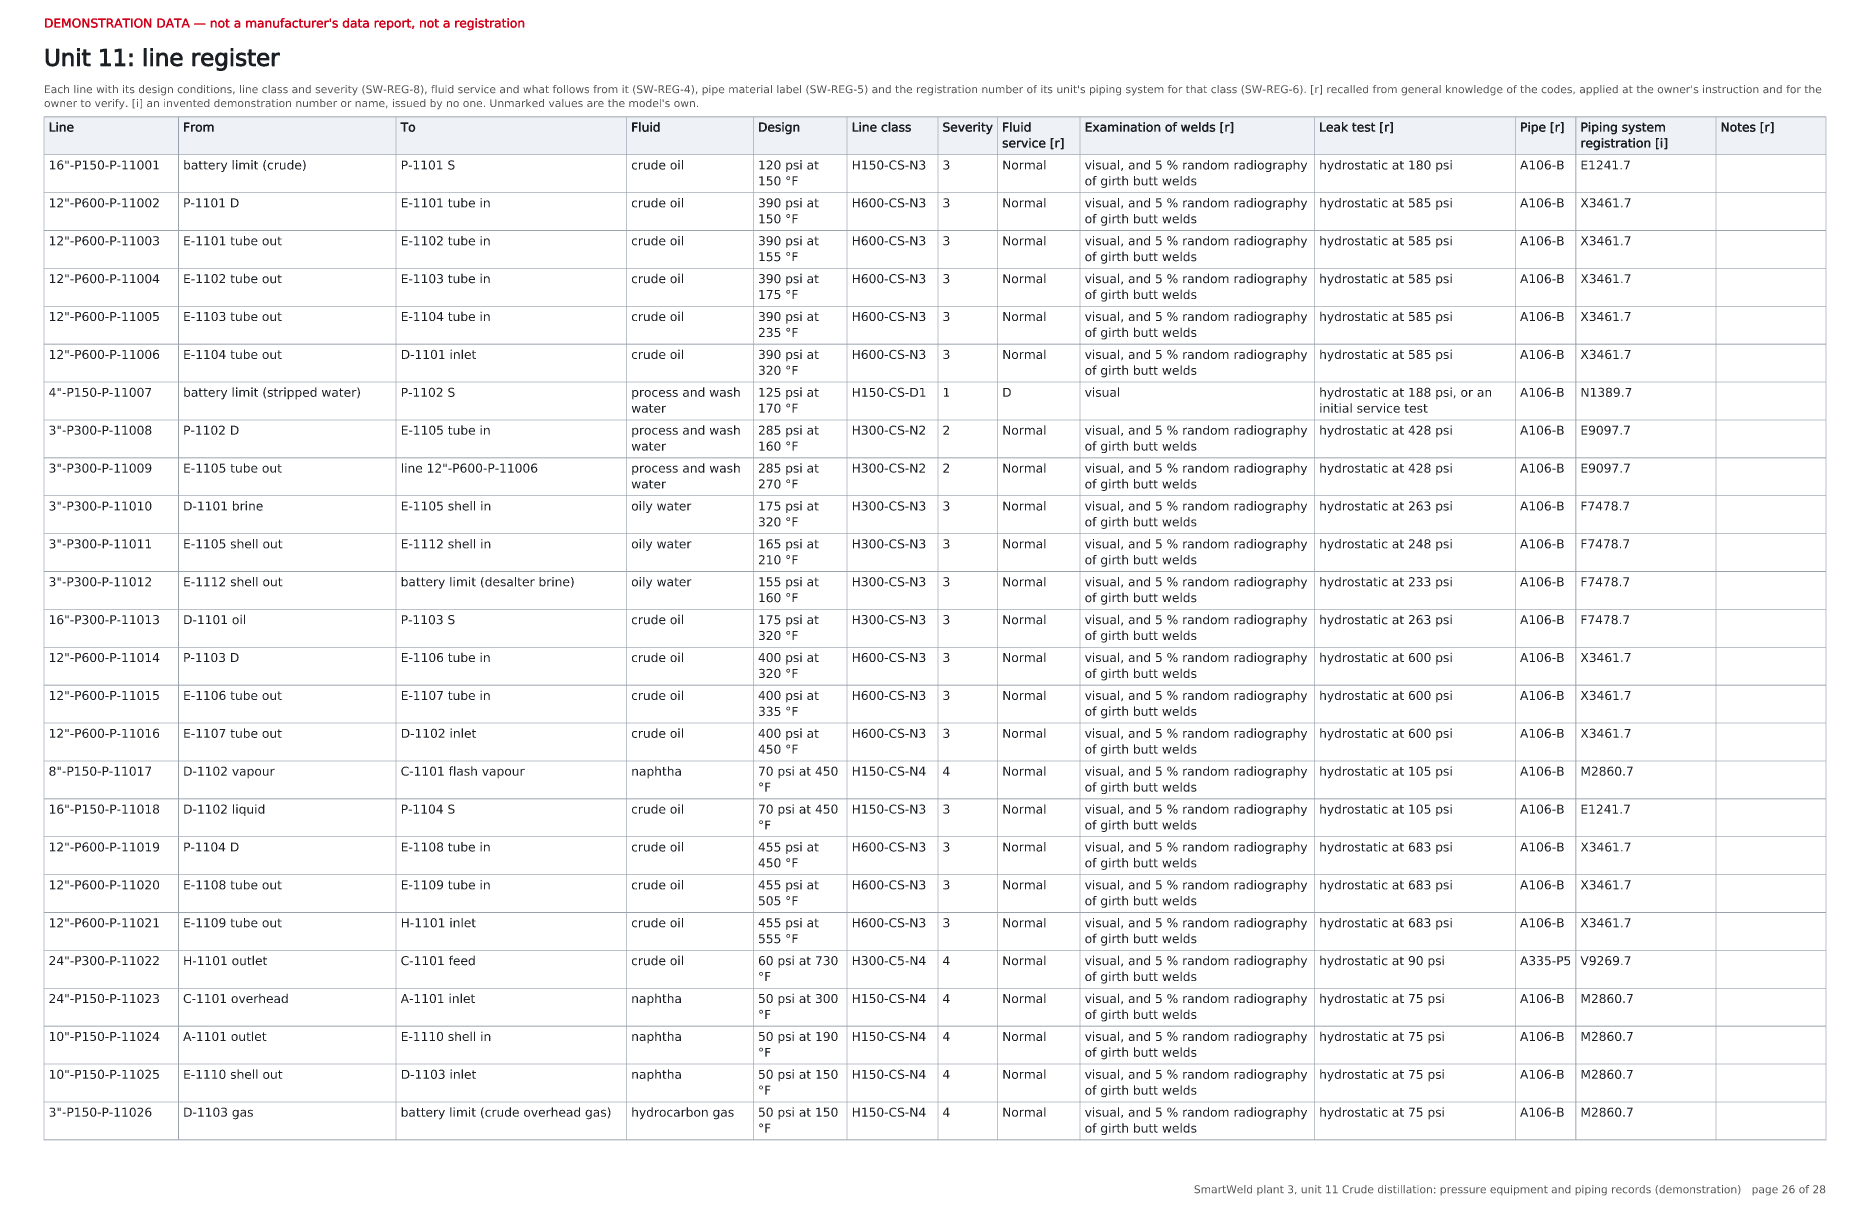 DEMONSTRATION DATA — not a manufacturer's data report, not a registration
Unit 11: line register
Each line with its design conditions, line class and severity (SW-REG-8), fluid service and what follows from it (SW-REG-4), pipe material label (SW-REG-5) and the registration number of its unit's piping system for that class (SW-REG-6). [r] recalled from general knowledge of the codes, applied at the owner's instruction and for the
owner to verify. [i] an invented demonstration number or name, issued by no one. Unmarked values are the model's own.
Line From To Fluid Design Line class Severity Fluid service [r] Examination of welds [r] Leak test [r] Pipe [r] Piping system registration [i] Notes [r]
16"-P150-P-11001 battery limit (crude) P-1101 S crude oil 120 psi at 150 °F H150-CS-N3 3 Normal visual, and 5 % random radiography of girth butt welds hydrostatic at 180 psi A106-B E1241.7
12"-P600-P-11002 P-1101 D E-1101 tube in crude oil 390 psi at 150 °F H600-CS-N3 3 Normal visual, and 5 % random radiography of girth butt welds hydrostatic at 585 psi A106-B X3461.7
12"-P600-P-11003 E-1101 tube out E-1102 tube in crude oil 390 psi at 155 °F H600-CS-N3 3 Normal visual, and 5 % random radiography of girth butt welds hydrostatic at 585 psi A106-B X3461.7
12"-P600-P-11004 E-1102 tube out E-1103 tube in crude oil 390 psi at 175 °F H600-CS-N3 3 Normal visual, and 5 % random radiography of girth butt welds hydrostatic at 585 psi A106-B X3461.7
12"-P600-P-11005 E-1103 tube out E-1104 tube in crude oil 390 psi at 235 °F H600-CS-N3 3 Normal visual, and 5 % random radiography of girth butt welds hydrostatic at 585 psi A106-B X3461.7
12"-P600-P-11006 E-1104 tube out D-1101 inlet crude oil 390 psi at 320 °F H600-CS-N3 3 Normal visual, and 5 % random radiography of girth butt welds hydrostatic at 585 psi A106-B X3461.7
4"-P150-P-11007 battery limit (stripped water) P-1102 S process and wash water 125 psi at 170 °F H150-CS-D1 1 D visual hydrostatic at 188 psi, or an initial service test A106-B N1389.7
3"-P300-P-11008 P-1102 D E-1105 tube in process and wash water 285 psi at 160 °F H300-CS-N2 2 Normal visual, and 5 % random radiography of girth butt welds hydrostatic at 428 psi A106-B E9097.7
3"-P300-P-11009 E-1105 tube out line 12"-P600-P-11006 process and wash water 285 psi at 270 °F H300-CS-N2 2 Normal visual, and 5 % random radiography of girth butt welds hydrostatic at 428 psi A106-B E9097.7
3"-P300-P-11010 D-1101 brine E-1105 shell in oily water 175 psi at 320 °F H300-CS-N3 3 Normal visual, and 5 % random radiography of girth butt welds hydrostatic at 263 psi A106-B F7478.7
3"-P300-P-11011 E-1105 shell out E-1112 shell in oily water 165 psi at 210 °F H300-CS-N3 3 Normal visual, and 5 % random radiography of girth butt welds hydrostatic at 248 psi A106-B F7478.7
3"-P300-P-11012 E-1112 shell out battery limit (desalter brine) oily water 155 psi at 160 °F H300-CS-N3 3 Normal visual, and 5 % random radiography of girth butt welds hydrostatic at 233 psi A106-B F7478.7
16"-P300-P-11013 D-1101 oil P-1103 S crude oil 175 psi at 320 °F H300-CS-N3 3 Normal visual, and 5 % random radiography of girth butt welds hydrostatic at 263 psi A106-B F7478.7
12"-P600-P-11014 P-1103 D E-1106 tube in crude oil 400 psi at 320 °F H600-CS-N3 3 Normal visual, and 5 % random radiography of girth butt welds hydrostatic at 600 psi A106-B X3461.7
12"-P600-P-11015 E-1106 tube out E-1107 tube in crude oil 400 psi at 335 °F H600-CS-N3 3 Normal visual, and 5 % random radiography of girth butt welds hydrostatic at 600 psi A106-B X3461.7
12"-P600-P-11016 E-1107 tube out D-1102 inlet crude oil 400 psi at 450 °F H600-CS-N3 3 Normal visual, and 5 % random radiography of girth butt welds hydrostatic at 600 psi A106-B X3461.7
8"-P150-P-11017 D-1102 vapour C-1101 flash vapour naphtha 70 psi at 450 °F H150-CS-N4 4 Normal visual, and 5 % random radiography of girth butt welds hydrostatic at 105 psi A106-B M2860.7
16"-P150-P-11018 D-1102 liquid P-1104 S crude oil 70 psi at 450 °F H150-CS-N3 3 Normal visual, and 5 % random radiography of girth butt welds hydrostatic at 105 psi A106-B E1241.7
12"-P600-P-11019 P-1104 D E-1108 tube in crude oil 455 psi at 450 °F H600-CS-N3 3 Normal visual, and 5 % random radiography of girth butt welds hydrostatic at 683 psi A106-B X3461.7
12"-P600-P-11020 E-1108 tube out E-1109 tube in crude oil 455 psi at 505 °F H600-CS-N3 3 Normal visual, and 5 % random radiography of girth butt welds hydrostatic at 683 psi A106-B X3461.7
12"-P600-P-11021 E-1109 tube out H-1101 inlet crude oil 455 psi at 555 °F H600-CS-N3 3 Normal visual, and 5 % random radiography of girth butt welds hydrostatic at 683 psi A106-B X3461.7
24"-P300-P-11022 H-1101 outlet C-1101 feed crude oil 60 psi at 730 °F H300-C5-N4 4 Normal visual, and 5 % random radiography of girth butt welds hydrostatic at 90 psi A335-P5 V9269.7
24"-P150-P-11023 C-1101 overhead A-1101 inlet naphtha 50 psi at 300 °F H150-CS-N4 4 Normal visual, and 5 % random radiography of girth butt welds hydrostatic at 75 psi A106-B M2860.7
10"-P150-P-11024 A-1101 outlet E-1110 shell in naphtha 50 psi at 190 °F H150-CS-N4 4 Normal visual, and 5 % random radiography of girth butt welds hydrostatic at 75 psi A106-B M2860.7
10"-P150-P-11025 E-1110 shell out D-1103 inlet naphtha 50 psi at 150 °F H150-CS-N4 4 Normal visual, and 5 % random radiography of girth butt welds hydrostatic at 75 psi A106-B M2860.7
3"-P150-P-11026 D-1103 gas battery limit (crude overhead gas) hydrocarbon gas 50 psi at 150 °F H150-CS-N4 4 Normal visual, and 5 % random radiography of girth butt welds hydrostatic at 75 psi A106-B M2860.7
SmartWeld plant 3, unit 11 Crude distillation: pressure equipment and piping records (demonstration) page 26 of 28